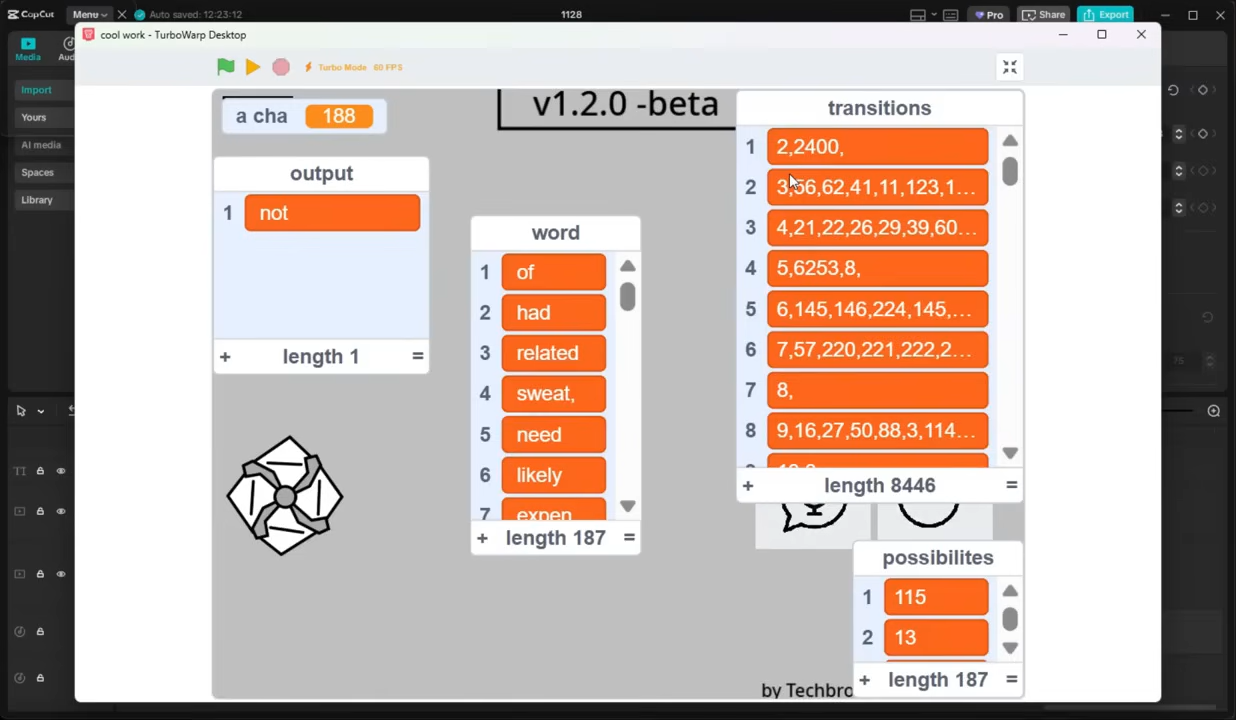 CapCut
Menu
Auto saved: 12:23:12
1128
Pro
Share
Export
Media
Import
Yours
AI media
Spaces
Library
cool work - TurboWarp Desktop
Turbo Mode
60 FPS
v1.2.0 -beta
a cha
188
output
1
not
+
length 1
=
word
1
of
2
had
3
related
4
sweat,
5
need
6
likely
7
expen
+
length 187
=
transitions
1
2,2400,
2
3,56,62,41,11,123,1...
3
4,21,22,26,29,39,60...
4
5,6253,8,
5
6,145,146,224,145,...
6
7,57,220,221,222,2...
7
8,
8
9,16,27,50,88,3,114...
+
length 8446
=
possibilites
1
115
2
13
+
length 187
=
by Techbro
TT
75